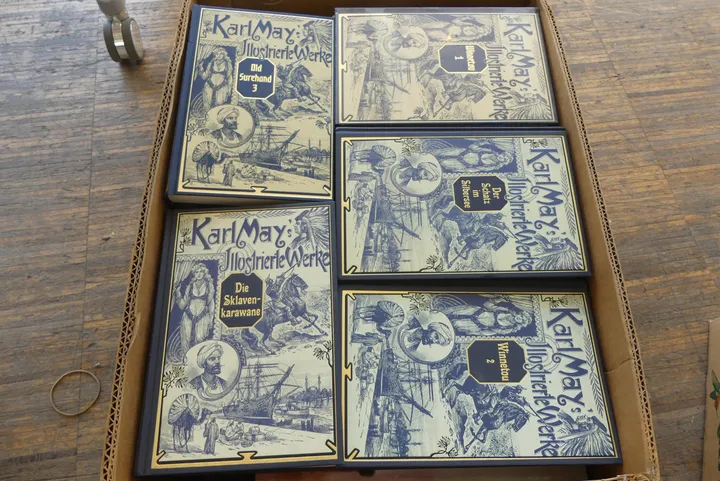 Karl May's
Illustrierte Werke
Old
Surehand
3
Karl May's
Illustrierte Werke
Winnetou
1
Karl May's
Illustrierte Werke
Der
Schatz
im
Silbersee
Karl May's
Illustrierte Werke
Die
Sklaven-
karawane
Karl May's
Illustrierte Werke
Winnetou
2